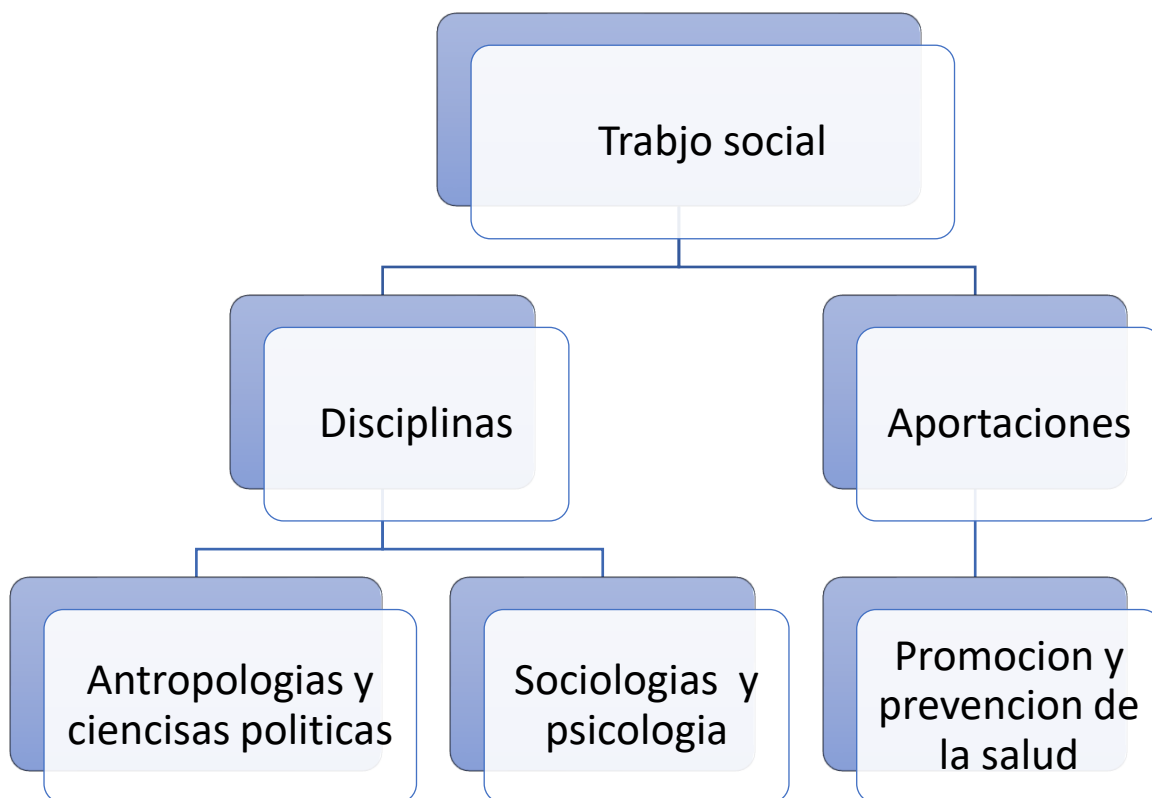 Trabjo social
Disciplinas
Aportaciones
Antropologias y
ciencisas politicas
Sociologias y
psicologia
Promocion y
prevencion de
la salud